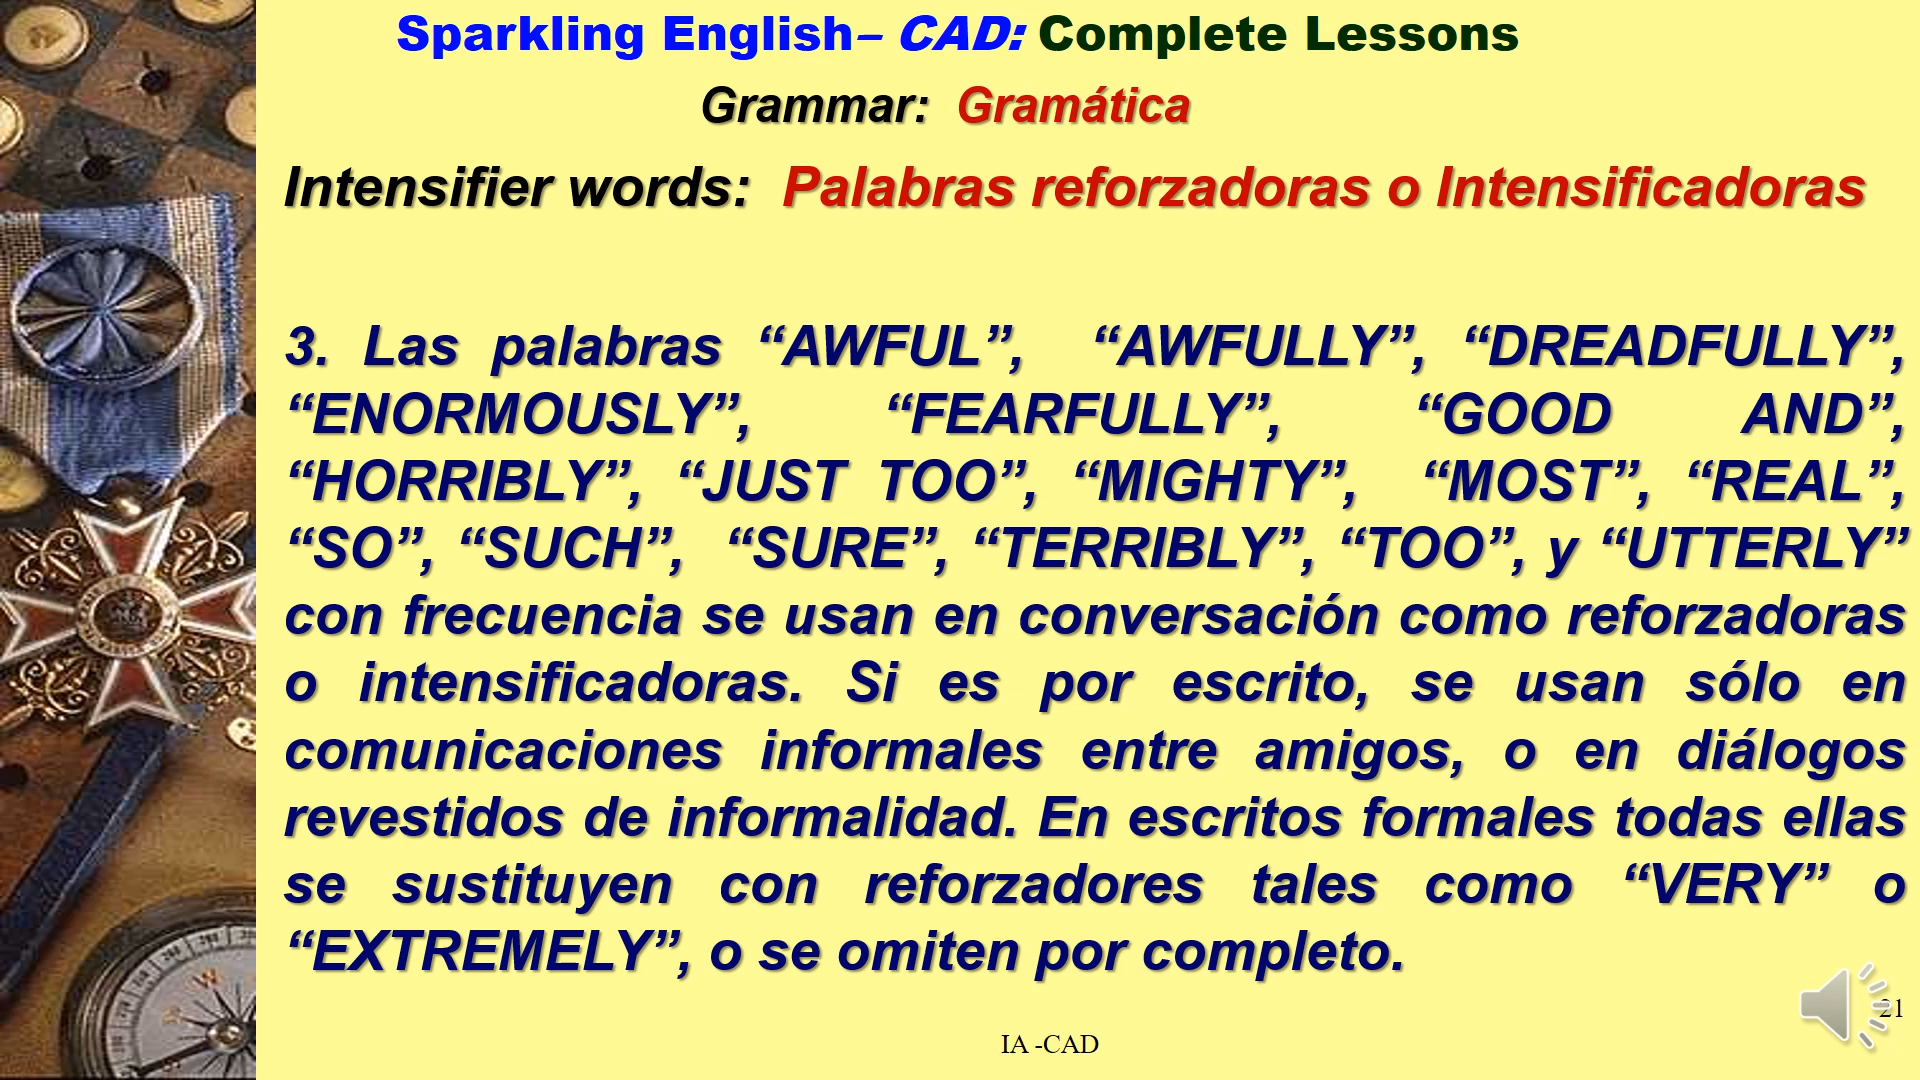 Sparkling English– CAD: Complete Lessons
Grammar: Gramática
Intensifier words: Palabras reforzadoras o Intensificadoras
3. Las palabras “AWFUL”, “AWFULLY”, “DREADFULLY”,
“ENORMOUSLY”, “FEARFULLY”, “GOOD AND”,
“HORRIBLY”, “JUST TOO”, “MIGHTY”, “MOST”, “REAL”,
“SO”, “SUCH”, “SURE”, “TERRIBLY”, “TOO”, y “UTTERLY”
con frecuencia se usan en conversación como reforzadoras
o intensificadoras. Si es por escrito, se usan sólo en
comunicaciones informales entre amigos, o en diálogos
revestidos de informalidad. En escritos formales todas ellas
se sustituyen con reforzadores tales como “VERY” o
“EXTREMELY”, o se omiten por completo.
21
IA -CAD
W